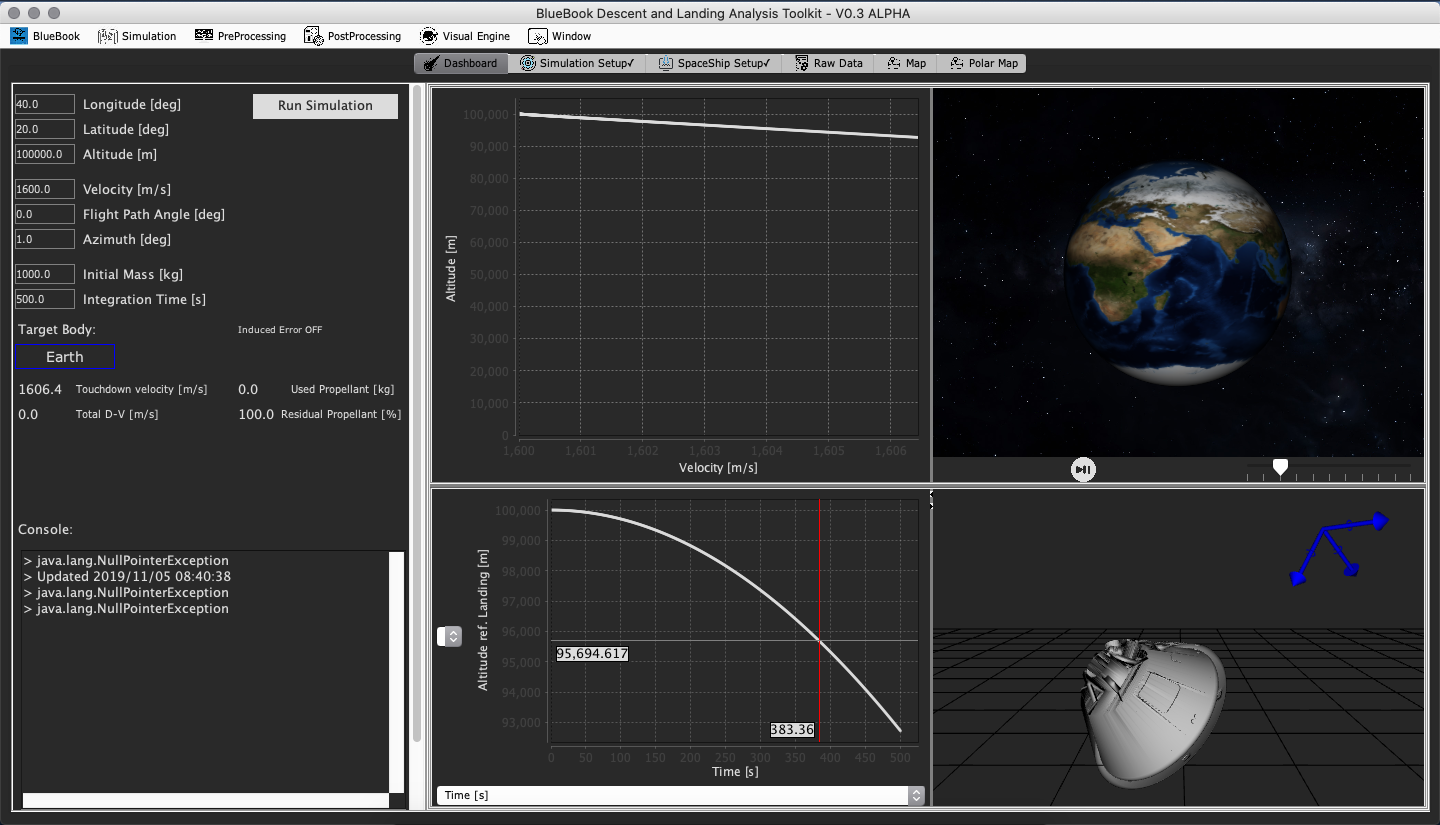 BlueBook Descent and Landing Analysis Toolkit - V0.3 ALPHA
BlueBook Simulation PreProcessing PostProcessing Visual Engine Window
Dashboard Simulation Setup✓ SpaceShip Setup✓ Raw Data Map Polar Map
40.0 Longitude [deg] Run Simulation
20.0 Latitude [deg]
100000.0 Altitude [m]
1600.0 Velocity [m/s]
0.0 Flight Path Angle [deg]
1.0 Azimuth [deg]
1000.0 Initial Mass [kg]
500.0 Integration Time [s]
Target Body: Induced Error OFF
Earth
1606.4 Touchdown velocity [m/s] 0.0 Used Propellant [kg]
0.0 Total D-V [m/s] 100.0 Residual Propellant [%]
Console:
> java.lang.NullPointerException
> Updated 2019/11/05 08:40:38
> java.lang.NullPointerException
> java.lang.NullPointerException
Altitude [m]
100,000
90,000
80,000
70,000
60,000
50,000
40,000
30,000
20,000
10,000
0
1,600 1,601 1,602 1,603 1,604 1,605 1,606
Velocity [m/s]
Altitude ref. Landing [m]
100,000
99,000
98,000
97,000
96,000
95,000
94,000
93,000
95,694.617
383.36
0 50 100 150 200 250 300 350 400 450 500
Time [s]
Time [s]